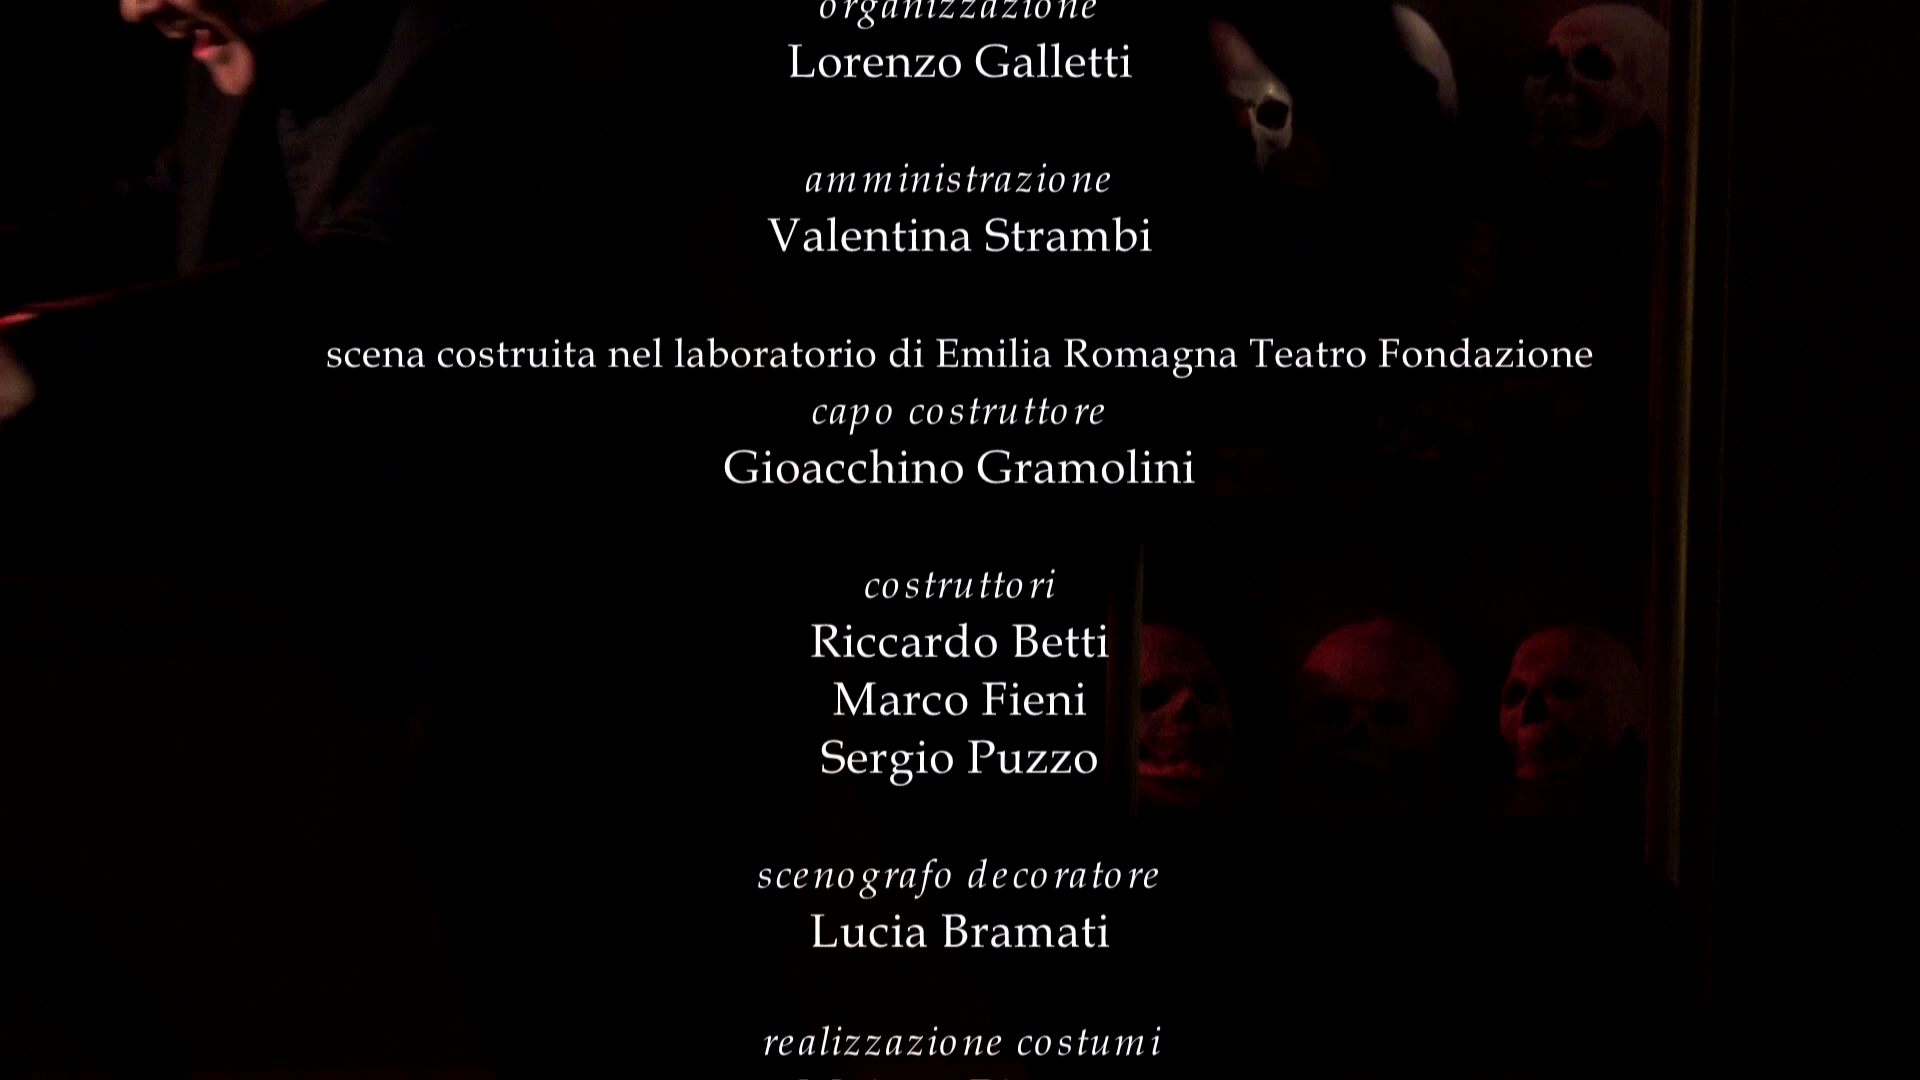 organizzazione
Lorenzo Galletti
amministrazione
Valentina Strambi
scena costruita nel laboratorio di Emilia Romagna Teatro Fondazione
capo costruttore
Gioacchino Gramolini
costruttori
Riccardo Betti
Marco Fieni
Sergio Puzzo
scenografo decoratore
Lucia Bramati
realizzazione costumi